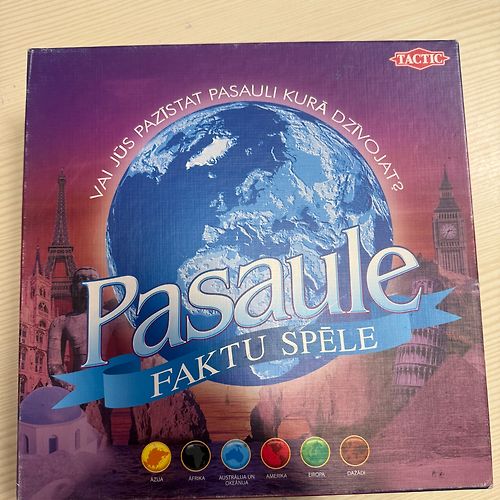 TACTIC
VAI JŪS PAZĪSTAT PASAULI KURĀ DZĪVOJAT?
Pasaule
FAKTU SPĒLE
ĀZIJA
ĀFRIKA
AUSTRĀLIJA UN
OKEĀNIJA
AMERIKA
EIROPA
DAŽĀDI